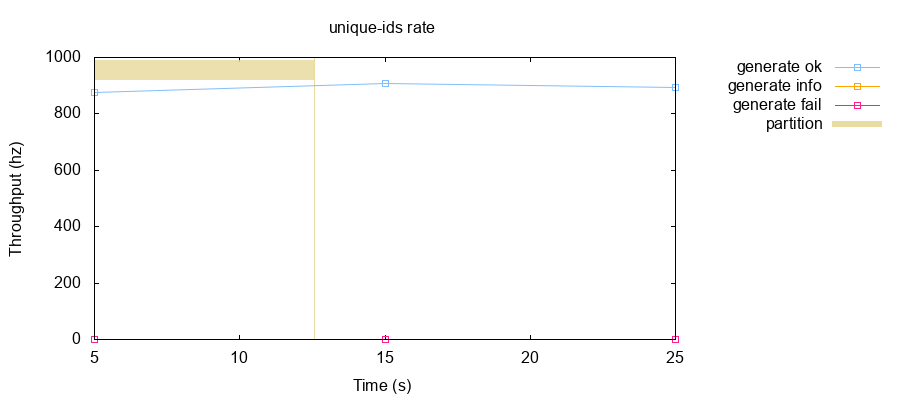 unique-ids rate
1000
800
600
400
200
0
Throughput (hz)
5 10 15 20 25
Time (s)
generate ok
generate info
generate fail
partition